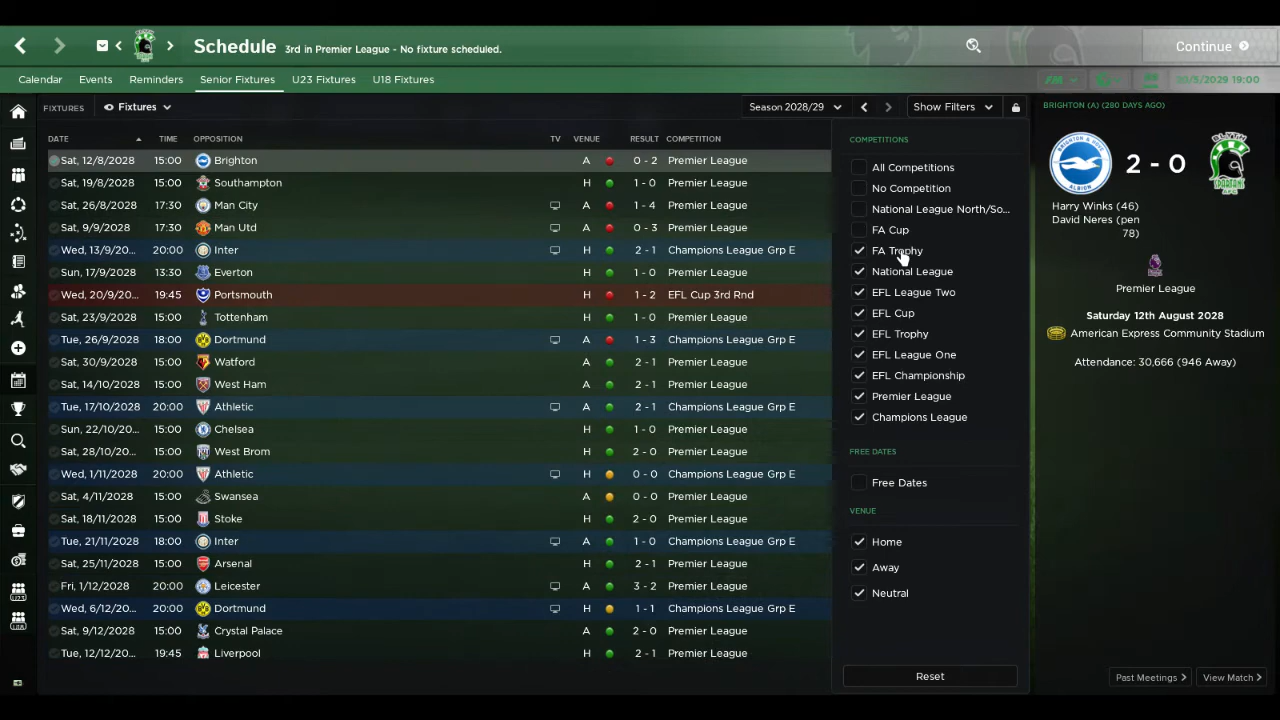 Schedule 3rd in Premier League - No fixture scheduled. Continue
Calendar Events Reminders Senior Fixtures U23 Fixtures U18 Fixtures FM 20/5/2029 19:00
FIXTURES Fixtures Season 2028/29 Show Filters
DATE TIME OPPOSITION TV VENUE RESULT COMPETITION
Sat, 12/8/2028 15:00 Brighton A 0 - 2 Premier League
Sat, 19/8/2028 15:00 Southampton H 1 - 0 Premier League
Sat, 26/8/2028 17:30 Man City A 1 - 4 Premier League
Sat, 9/9/2028 17:30 Man Utd A 0 - 3 Premier League
Wed, 13/9/20... 20:00 Inter H 2 - 1 Champions League Grp E
Sun, 17/9/2028 13:30 Everton H 1 - 0 Premier League
Wed, 20/9/20... 19:45 Portsmouth H 1 - 2 EFL Cup 3rd Rnd
Sat, 23/9/2028 15:00 Tottenham H 1 - 0 Premier League
Tue, 26/9/2028 18:00 Dortmund A 1 - 3 Champions League Grp E
Sat, 30/9/2028 15:00 Watford A 2 - 1 Premier League
Sat, 14/10/2028 15:00 West Ham A 2 - 1 Premier League
Tue, 17/10/2028 20:00 Athletic A 2 - 1 Champions League Grp E
Sun, 22/10/20... 15:00 Chelsea H 1 - 0 Premier League
Sat, 28/10/20... 15:00 West Brom H 2 - 0 Premier League
Wed, 1/11/2028 20:00 Athletic H 0 - 0 Champions League Grp E
Sat, 4/11/2028 15:00 Swansea A 0 - 0 Premier League
Sat, 18/11/2028 15:00 Stoke H 2 - 0 Premier League
Tue, 21/11/2028 18:00 Inter A 1 - 0 Champions League Grp E
Sat, 25/11/2028 15:00 Arsenal H 2 - 1 Premier League
Fri, 1/12/2028 20:00 Leicester A 3 - 2 Premier League
Wed, 6/12/20... 20:00 Dortmund H 1 - 1 Champions League Grp E
Sat, 9/12/2028 15:00 Crystal Palace A 2 - 0 Premier League
Tue, 12/12/20... 19:45 Liverpool H 2 - 1 Premier League
COMPETITIONS
All Competitions
No Competition
National League North/So...
FA Cup
FA Trophy
National League
EFL League Two
EFL Cup
EFL Trophy
EFL League One
EFL Championship
Premier League
Champions League
FREE DATES
Free Dates
VENUE
Home
Away
Neutral
Reset
BRIGHTON (A) (280 DAYS AGO)
2 - 0
Harry Winks (46)
David Neres (pen
78)
Premier League
Saturday 12th August 2028
American Express Community Stadium
Attendance: 30,666 (946 Away)
Past Meetings View Match